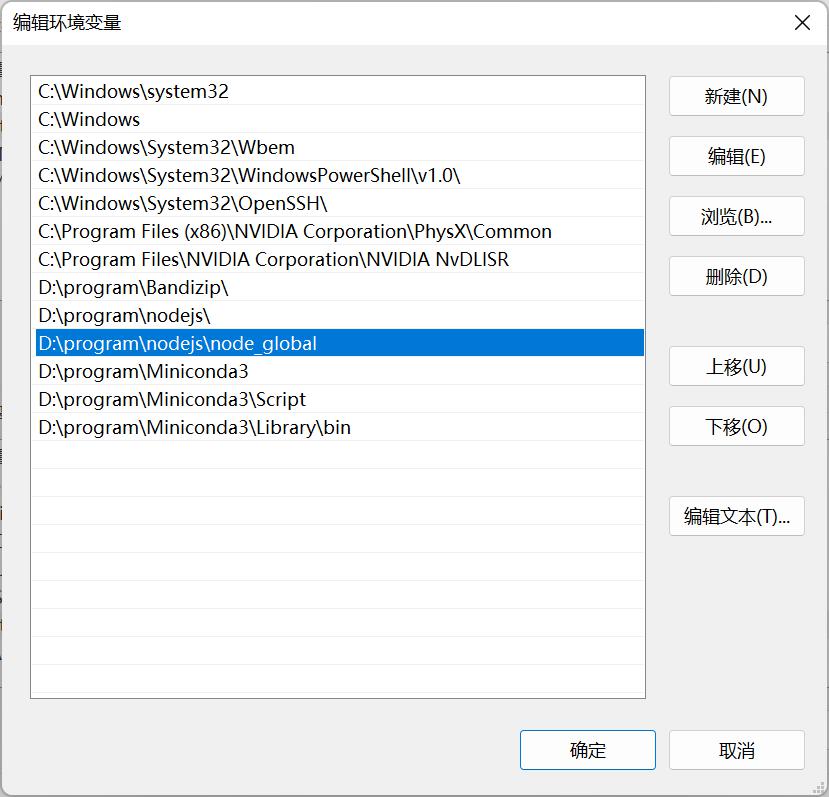 编辑环境变量
C:\Windows\system32
C:\Windows
C:\Windows\System32\Wbem
C:\Windows\System32\WindowsPowerShell\v1.0\
C:\Windows\System32\OpenSSH\
C:\Program Files (x86)\NVIDIA Corporation\PhysX\Common
C:\Program Files\NVIDIA Corporation\NVIDIA NvDLISR
D:\program\Bandizip\
D:\program\nodejs\
D:\program\nodejs\node_global
D:\program\Miniconda3
D:\program\Miniconda3\Script
D:\program\Miniconda3\Library\bin
新建(N)
编辑(E)
浏览(B)...
删除(D)
上移(U)
下移(O)
编辑文本(T)...
确定
取消